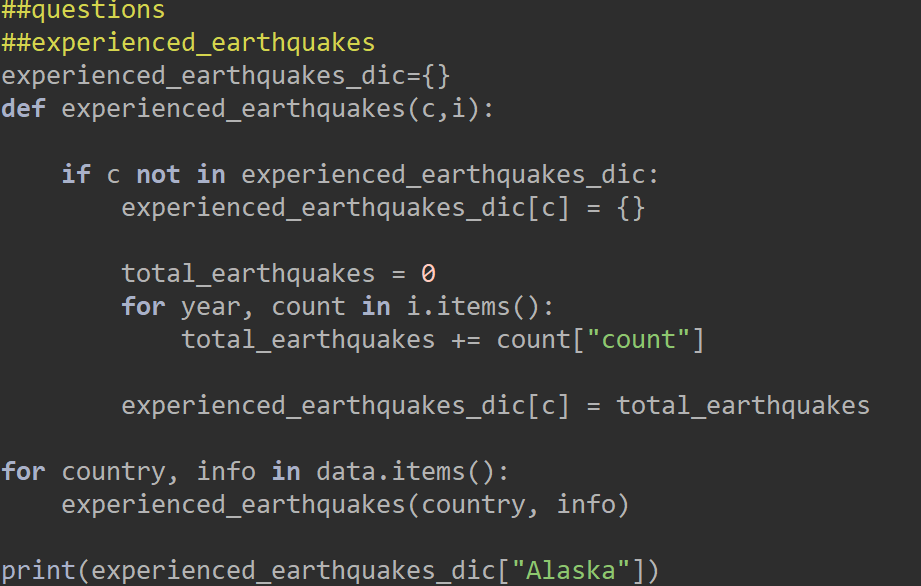 ##questions
##experienced_earthquakes
experienced_earthquakes_dic={}
def experienced_earthquakes(c,i):
    if c not in experienced_earthquakes_dic:
        experienced_earthquakes_dic[c] = {}
        total_earthquakes = 0
        for year, count in i.items():
            total_earthquakes += count["count"]
        experienced_earthquakes_dic[c] = total_earthquakes
for country, info in data.items():
    experienced_earthquakes(country, info)
print(experienced_earthquakes_dic["Alaska"])